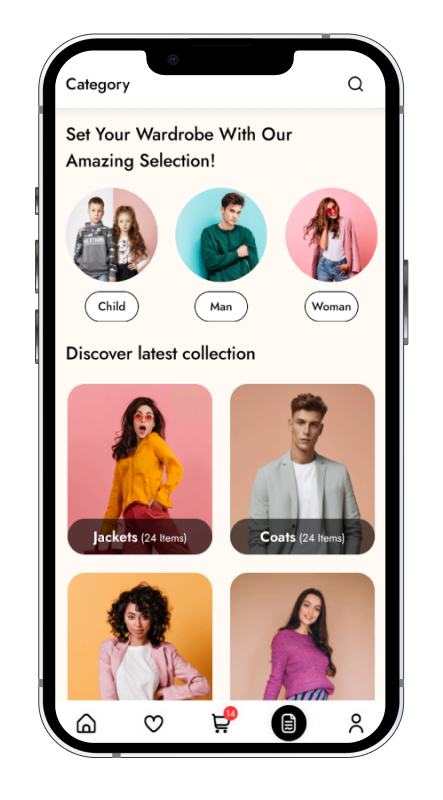 Category
Set Your Wardrobe With Our
Amazing Selection!
Child
Man
Woman
Discover latest collection
Jackets (24 Items)
Coats (24 Items)
14